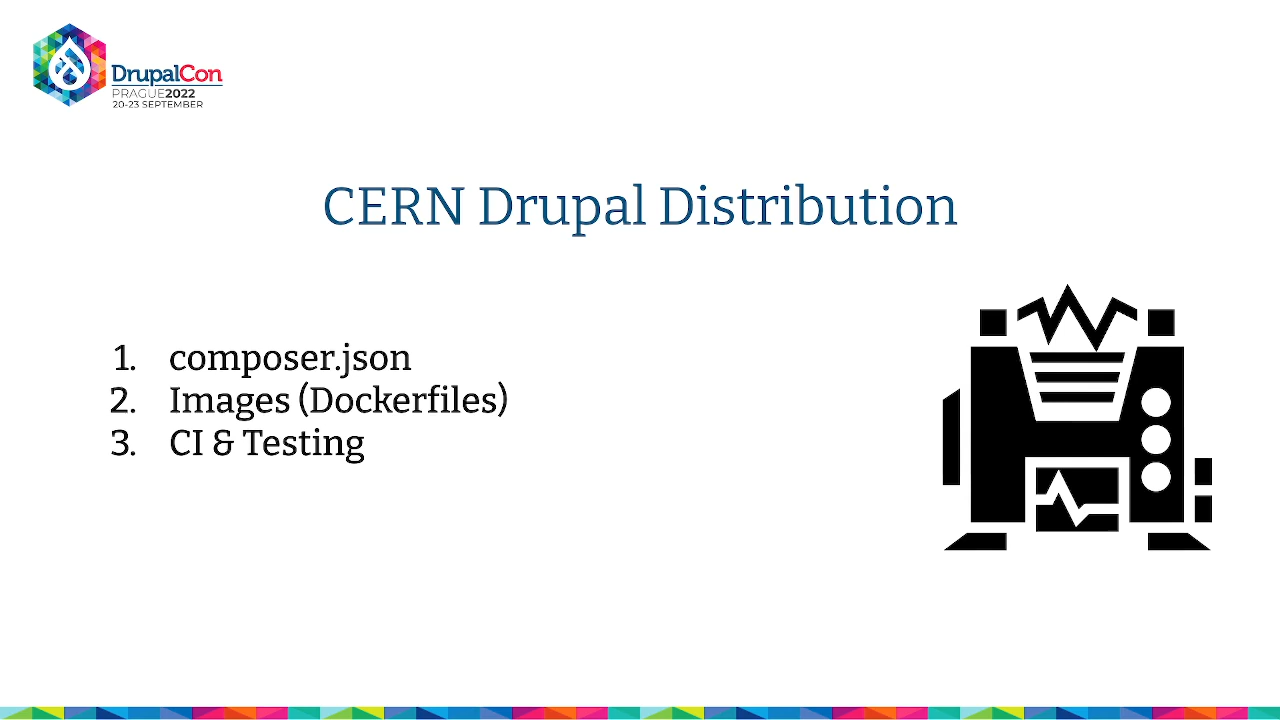 DrupalCon
PRAGUE2022
20-23 SEPTEMBER
CERN Drupal Distribution
1. composer.json
2. Images (Dockerfiles)
3. CI & Testing